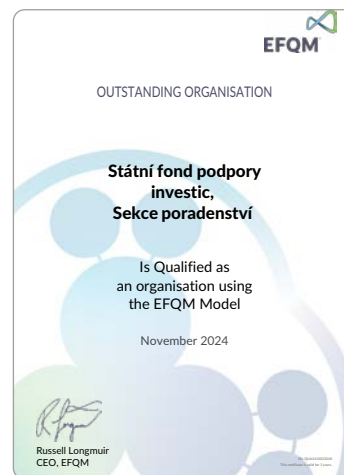 EFQM
OUTSTANDING ORGANISATION
Státní fond podpory
investic,
Sekce poradenství
Is Qualified as
an organisation using
the EFQM Model
November 2024
Russell Longmuir
CEO, EFQM